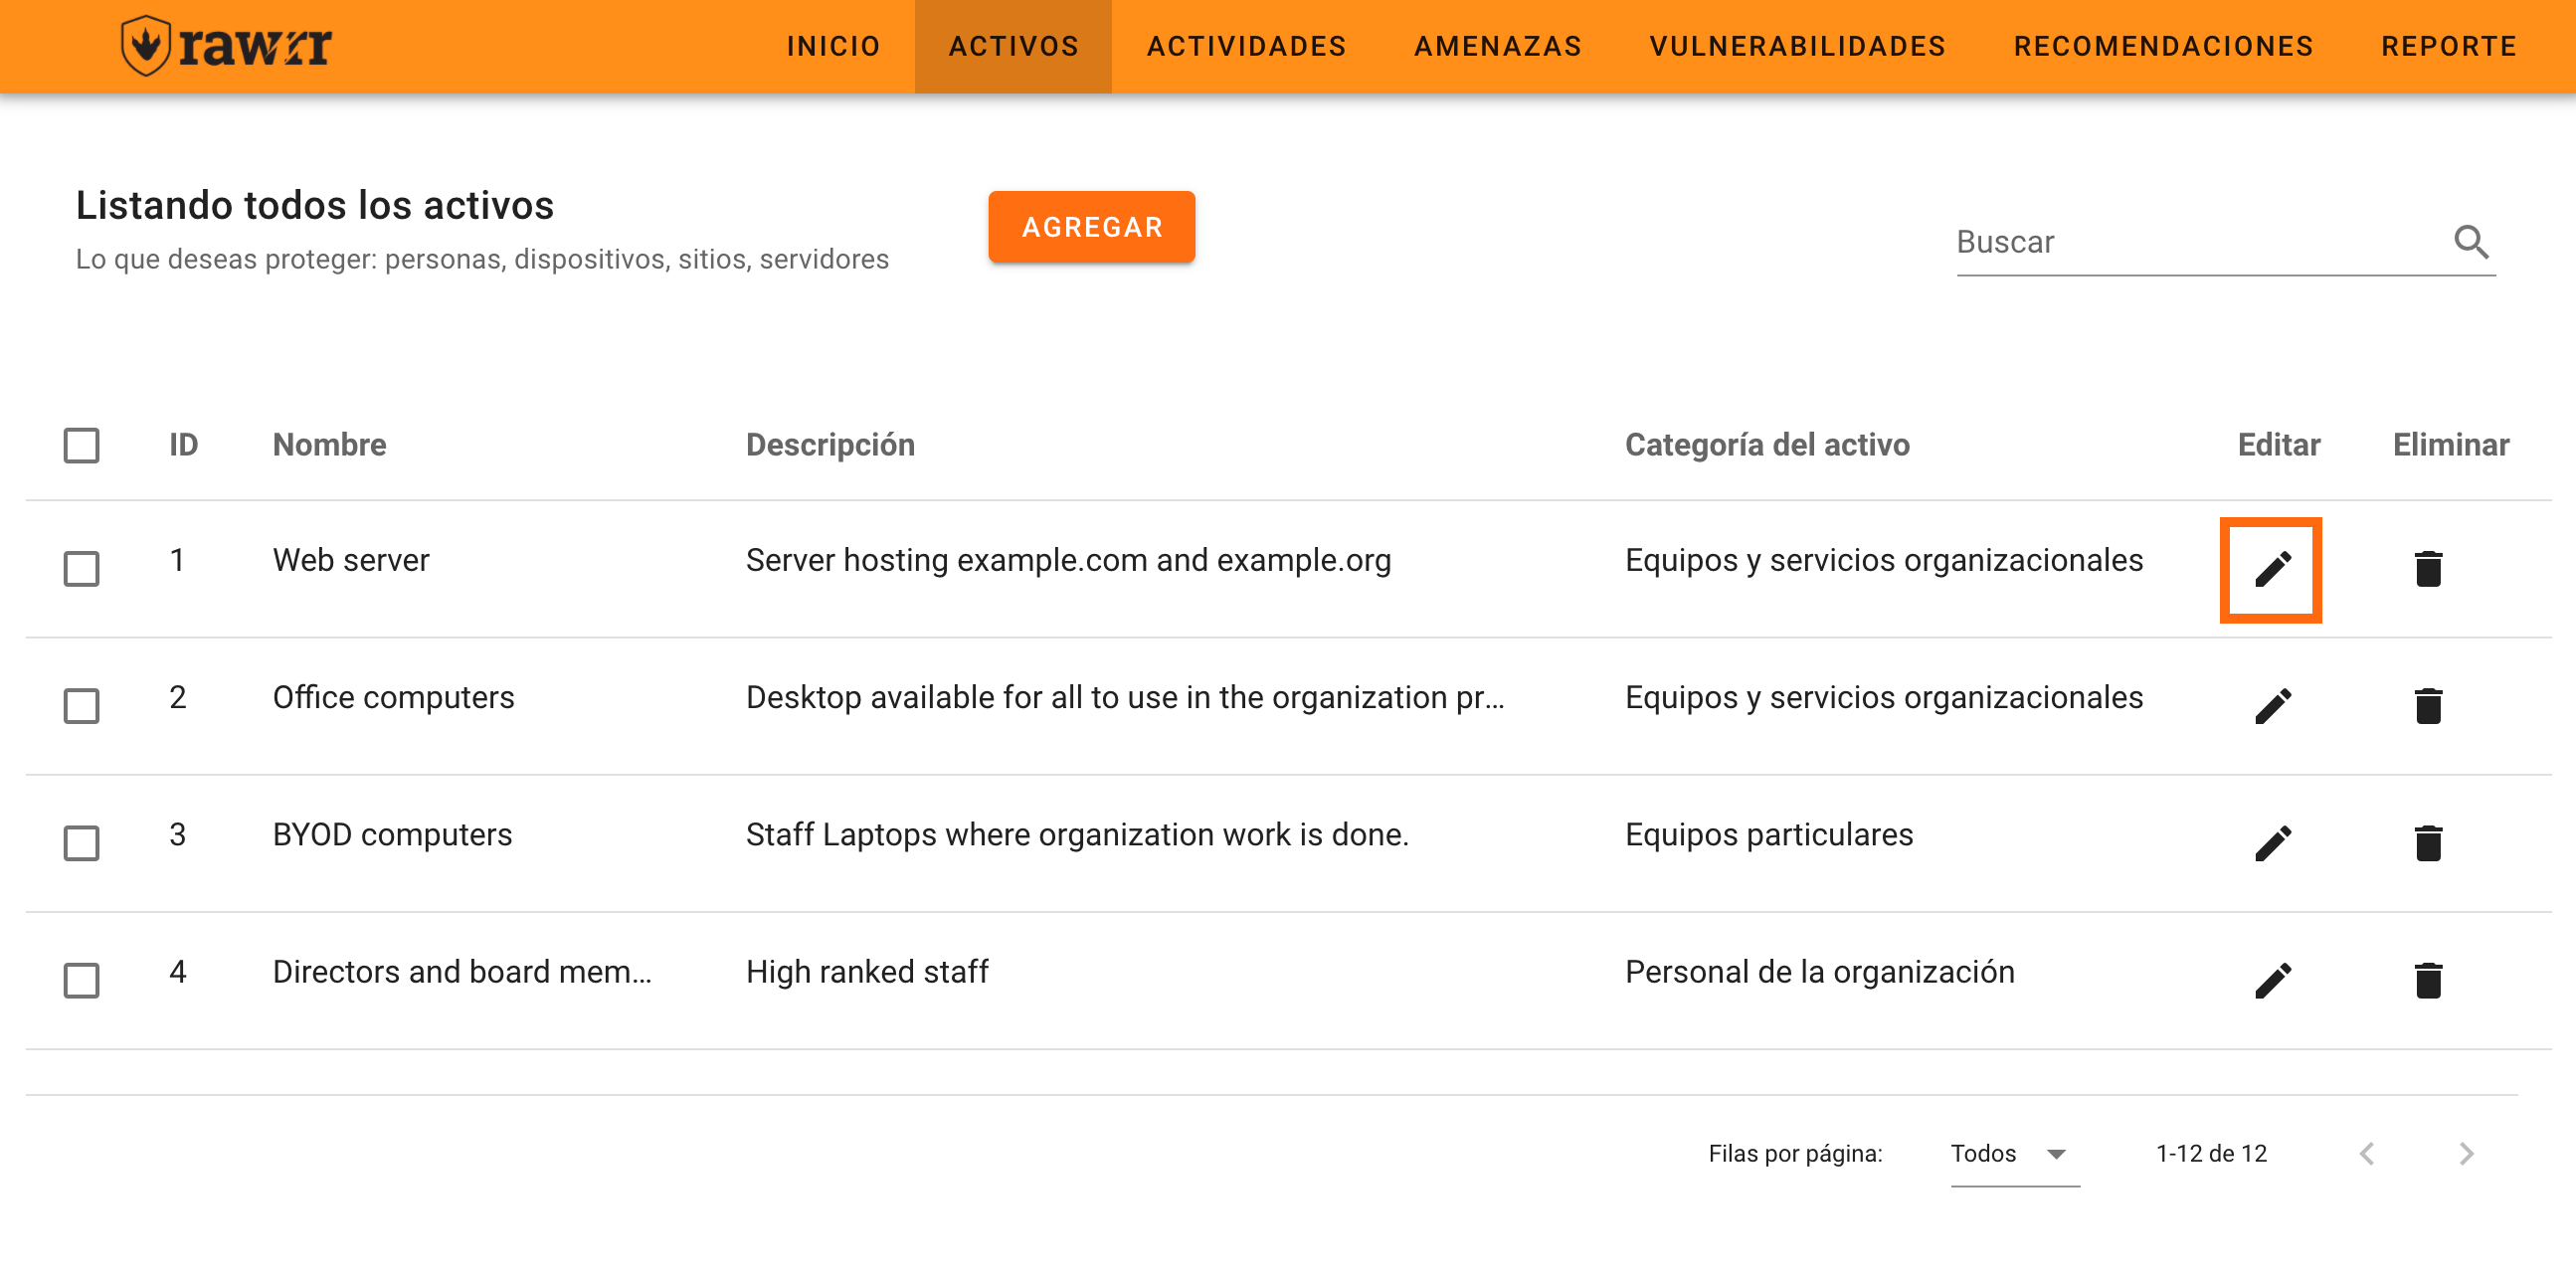 rawrr
INICIO ACTIVOS ACTIVIDADES AMENAZAS VULNERABILIDADES RECOMENDACIONES REPORTE
Listando todos los activos
Lo que deseas proteger: personas, dispositivos, sitios, servidores
AGREGAR
Buscar
ID Nombre Descripción Categoría del activo Editar Eliminar
1 Web server Server hosting example.com and example.org Equipos y servicios organizacionales
2 Office computers Desktop available for all to use in the organization pr... Equipos y servicios organizacionales
3 BYOD computers Staff Laptops where organization work is done. Equipos particulares
4 Directors and board mem... High ranked staff Personal de la organización
Filas por página: Todos 1-12 de 12